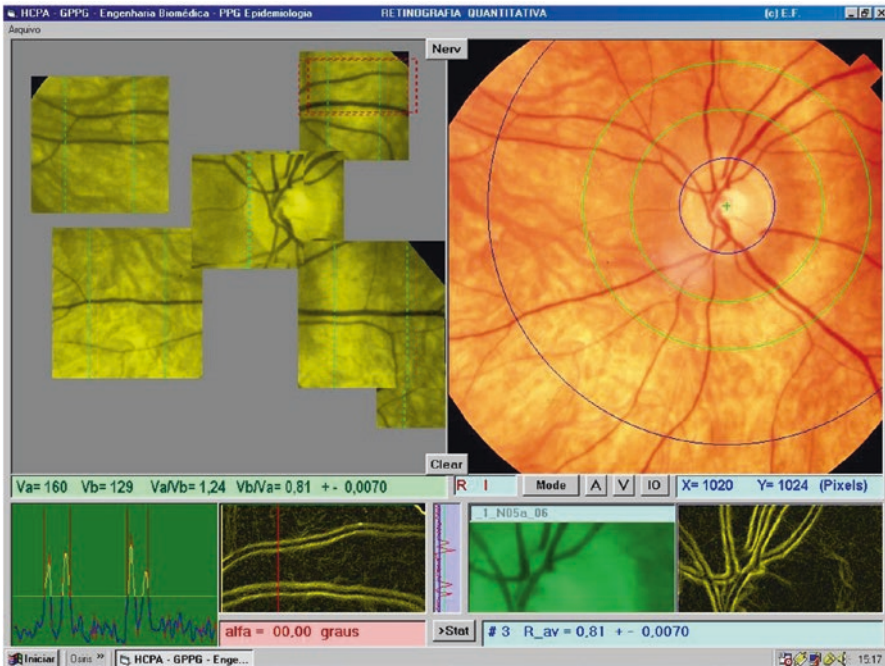 HCPA - GPPG - Engenharia Biomédica - PPG Epidemiologia RETINOGRAFIA QUANTITATIVA (c) E.F.
Arquivo
Nerv
Clear
Va= 160 Vb= 129 Va/Vb= 1,24 Vb/Va= 0,81 + - 0,0070
R I
Mode
A
V
IO
X= 1020 Y= 1024 (Pixels)
_1_N05a_06
alfa = 00,00 graus
>Stat
# 3 R_av = 0,81 + - 0,0070
Iniciar
Osiris »
HCPA - GPPG - Enge...
15:17